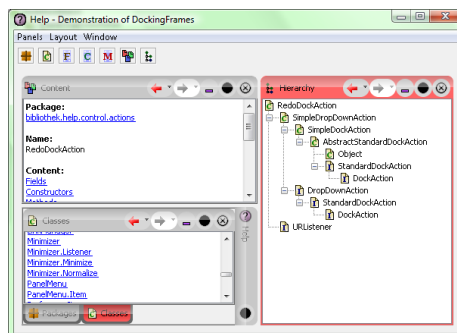 Help - Demonstration of DockingFrames
Panels Layout Window
E C M
Content
Package:
bibliothek.help.control.actions
Name:
RedoDockAction
Content:
Fields
Constructors
Methods
Classes
Minimizer
Minimizer.Listener
Minimizer.Minimize
Minimizer.Normalize
PanelMenu
PanelMenu.Item
Packages
Classes
Help
Hierarchy
RedoDockAction
SimpleDropDownAction
SimpleDockAction
AbstractStandardDockAction
Object
StandardDockAction
DockAction
DropDownAction
StandardDockAction
DockAction
URListener